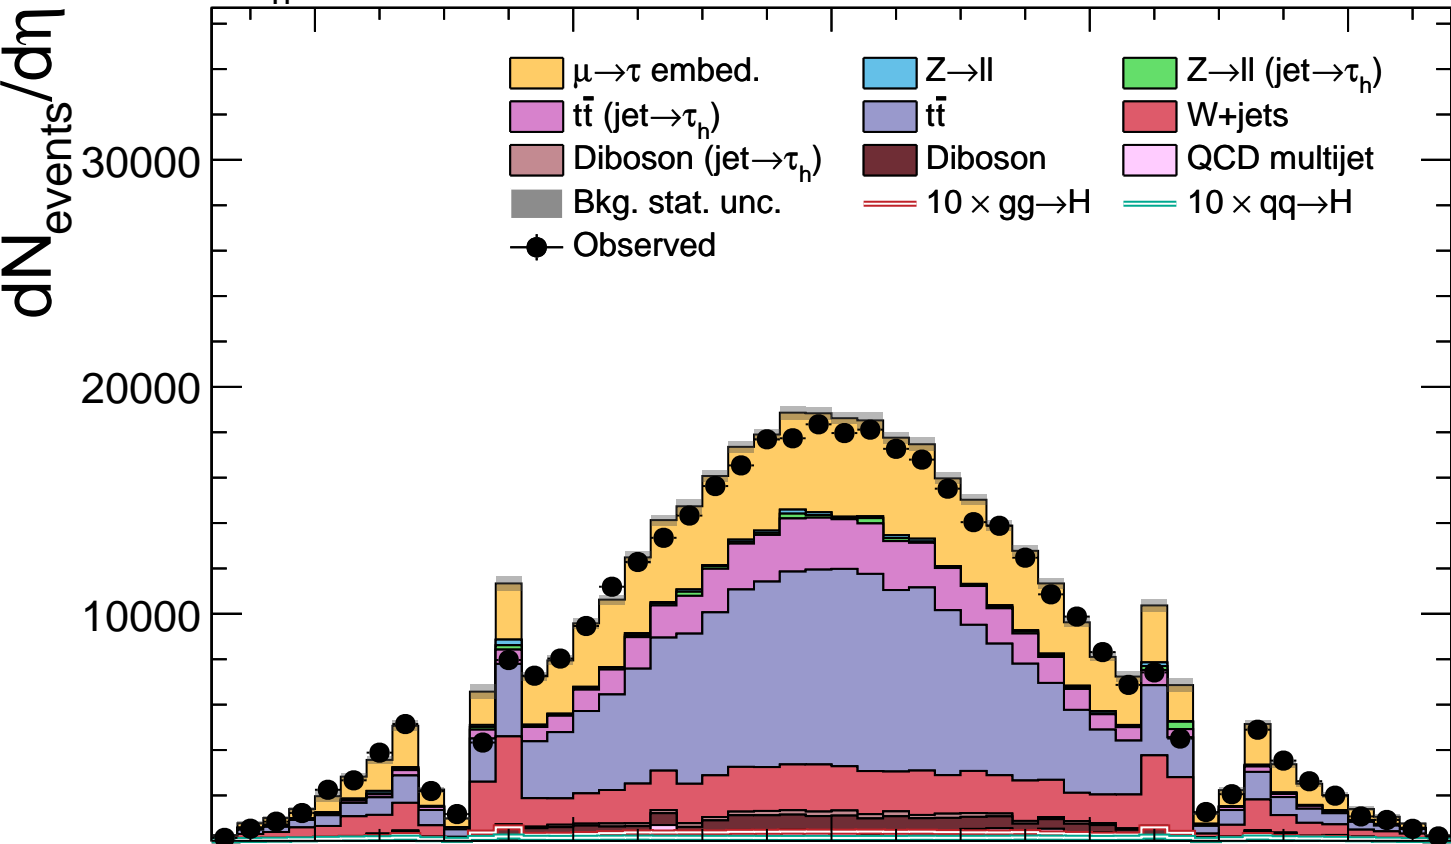 dN_events/dη
μ→τ embed. Z→ll Z→ll (jet→τ_h)
tt̄ (jet→τ_h) tt̄ W+jets
Diboson (jet→τ_h) Diboson QCD multijet
Bkg. stat. unc. 10 × gg→H 10 × qq→H
Observed
30000
20000
10000